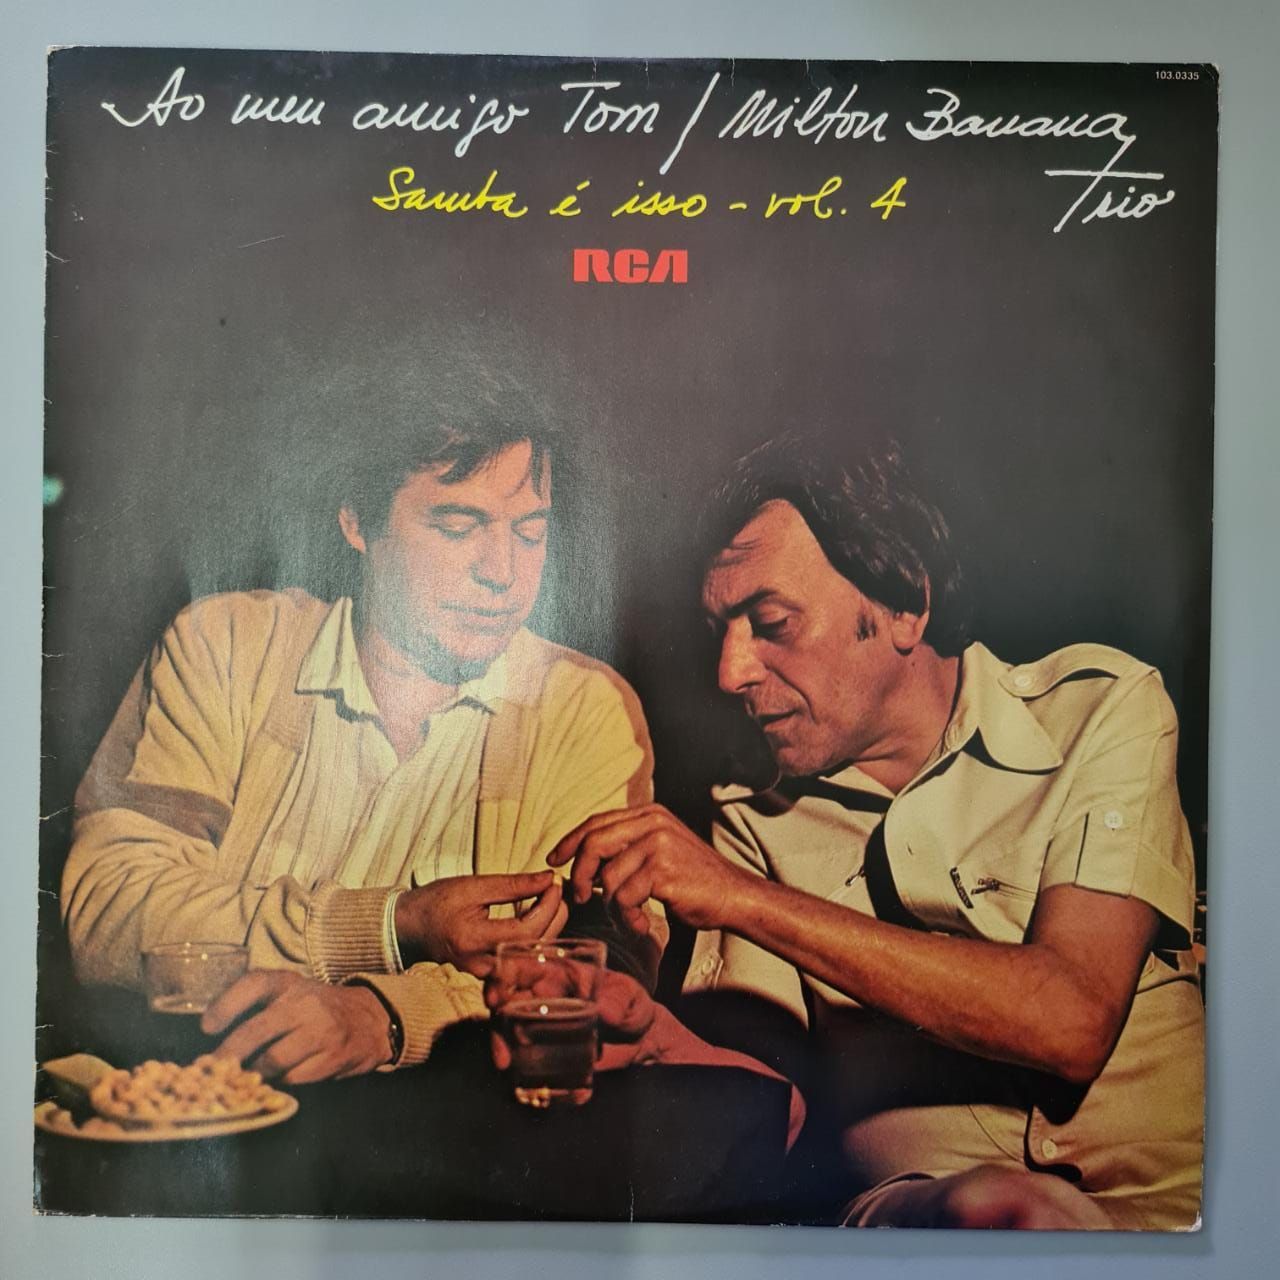 103.0335
Ao meu amigo Tom / Milton Banana
Trio
Samba é isso - vol. 4
RCA